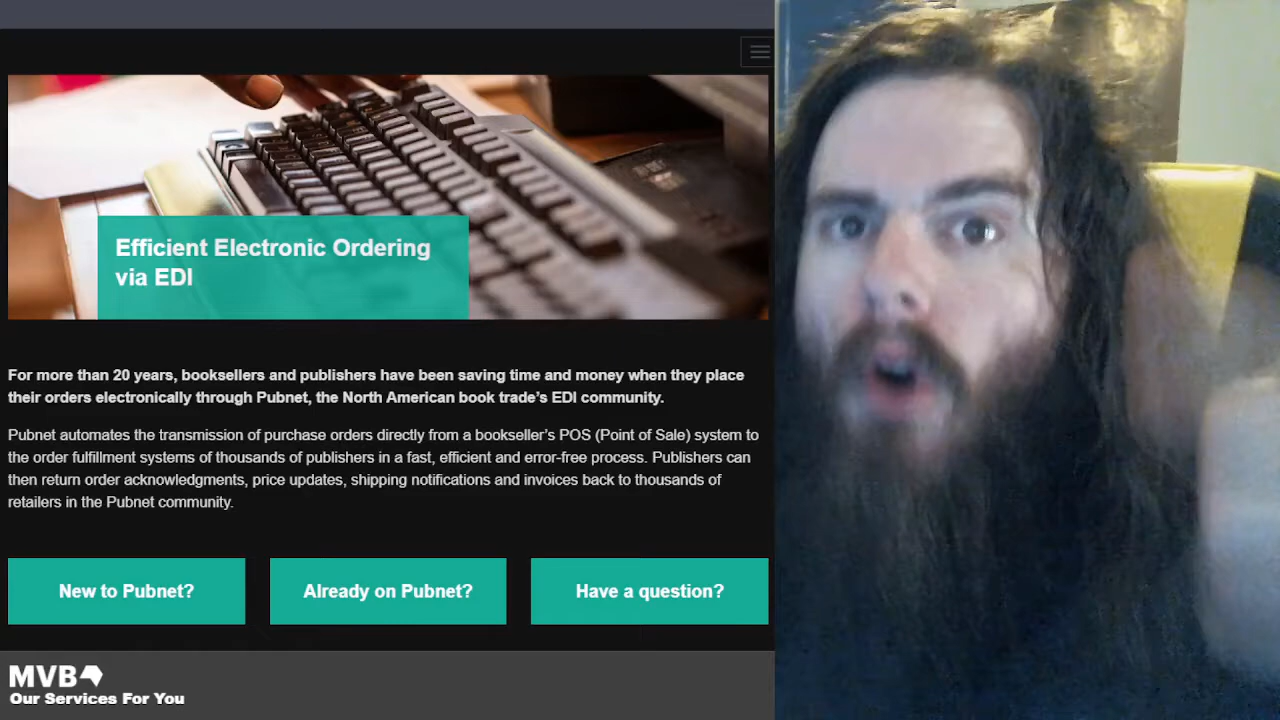 Efficient Electronic Ordering
via EDI
For more than 20 years, booksellers and publishers have been saving time and money when they place
their orders electronically through Pubnet, the North American book trade’s EDI community.
Pubnet automates the transmission of purchase orders directly from a bookseller’s POS (Point of Sale) system to
the order fulfillment systems of thousands of publishers in a fast, efficient and error-free process. Publishers can
then return order acknowledgments, price updates, shipping notifications and invoices back to thousands of
retailers in the Pubnet community.
New to Pubnet?
Already on Pubnet?
Have a question?
MVB
Our Services For You